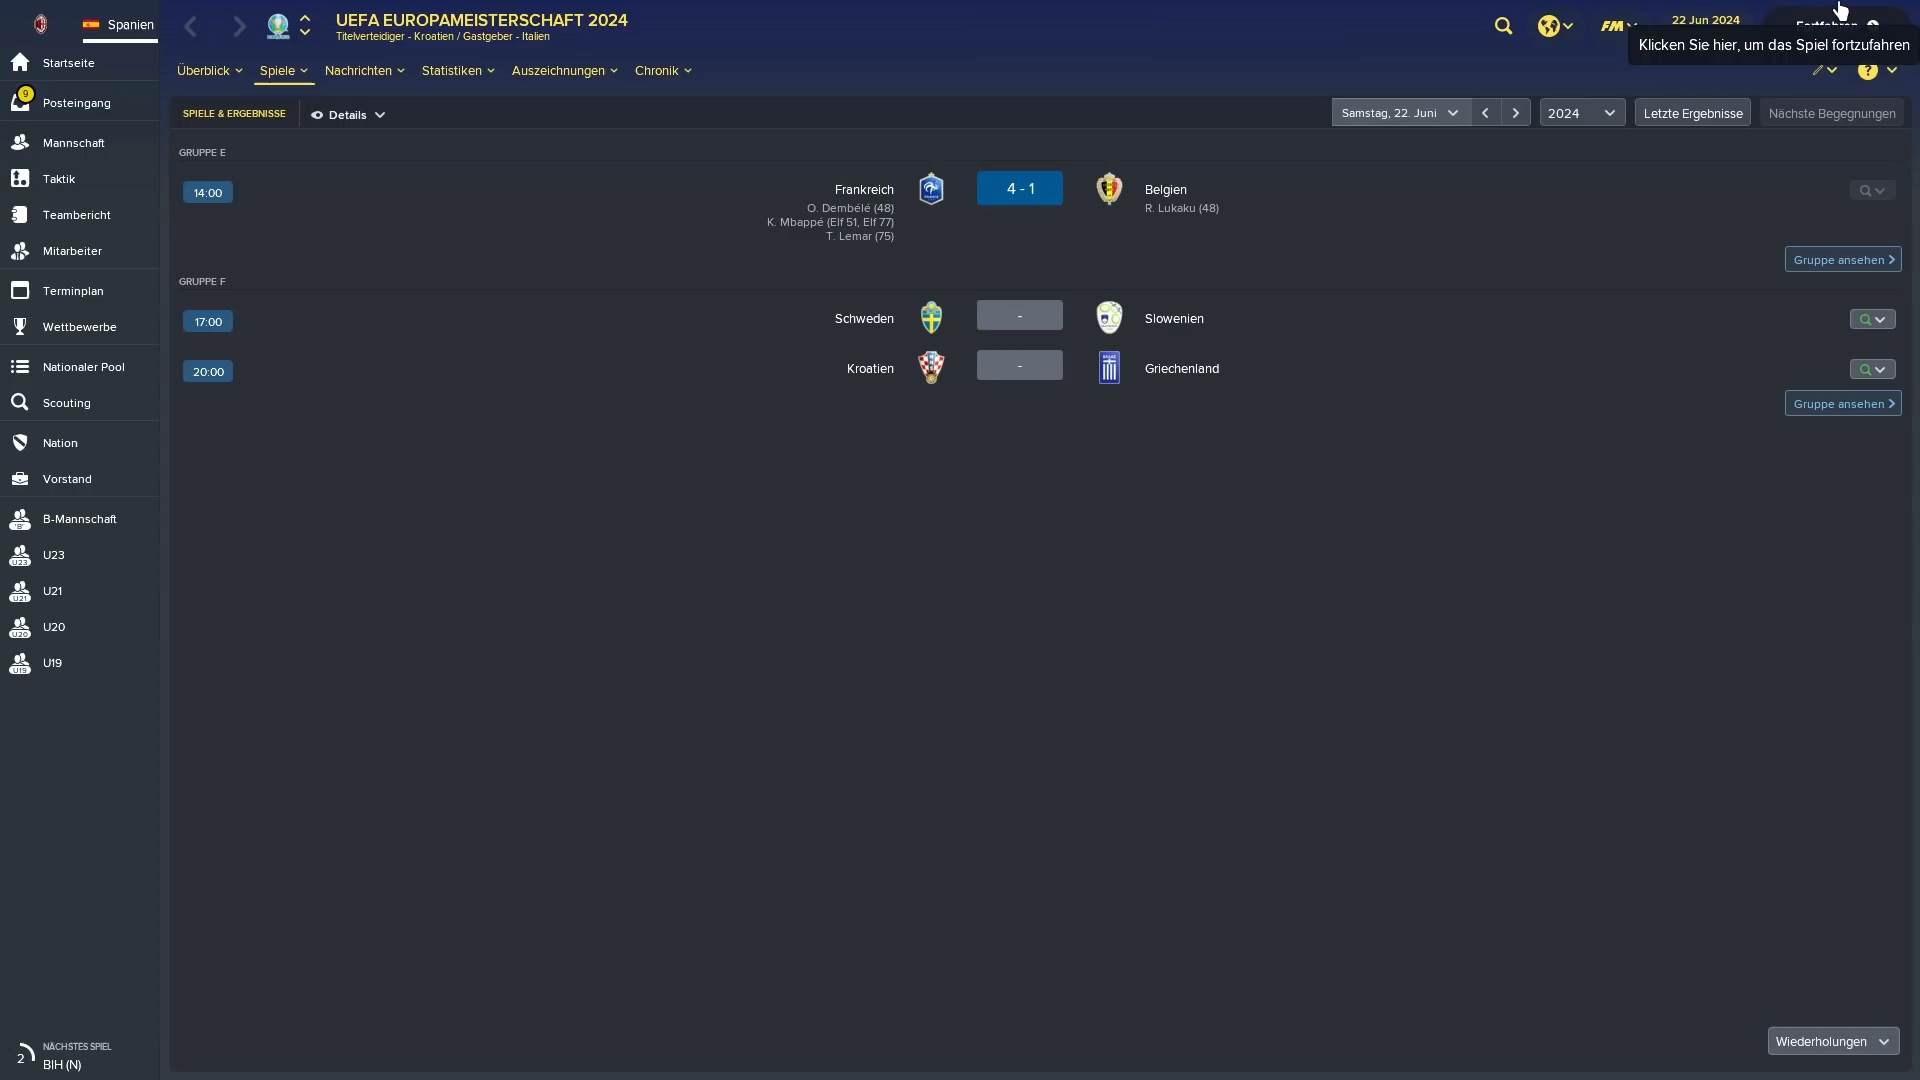 Spanien
UEFA EUROPAMEISTERSCHAFT 2024
Titelverteidiger - Kroatien / Gastgeber - Italien
FM
22 Jun 2024
Klicken Sie hier, um das Spiel fortzufahren
Startseite
9
Posteingang
Mannschaft
Taktik
Teambericht
Mitarbeiter
Terminplan
Wettbewerbe
Nationaler Pool
Scouting
Nation
Vorstand
B-Mannschaft
U23
U21
U20
U19
2
NÄCHSTES SPIEL
BIH (N)
Überblick
Spiele
Nachrichten
Statistiken
Auszeichnungen
Chronik
?
SPIELE & ERGEBNISSE
Details
Samstag, 22. Juni
2024
Letzte Ergebnisse
Nächste Begegnungen
GRUPPE E
14:00
Frankreich
4 - 1
Belgien
O. Dembélé (48)
R. Lukaku (48)
K. Mbappé (Elf 51, Elf 77)
T. Lemar (75)
Gruppe ansehen
GRUPPE F
17:00
Schweden
-
Slowenien
20:00
Kroatien
-
Griechenland
Gruppe ansehen
Wiederholungen